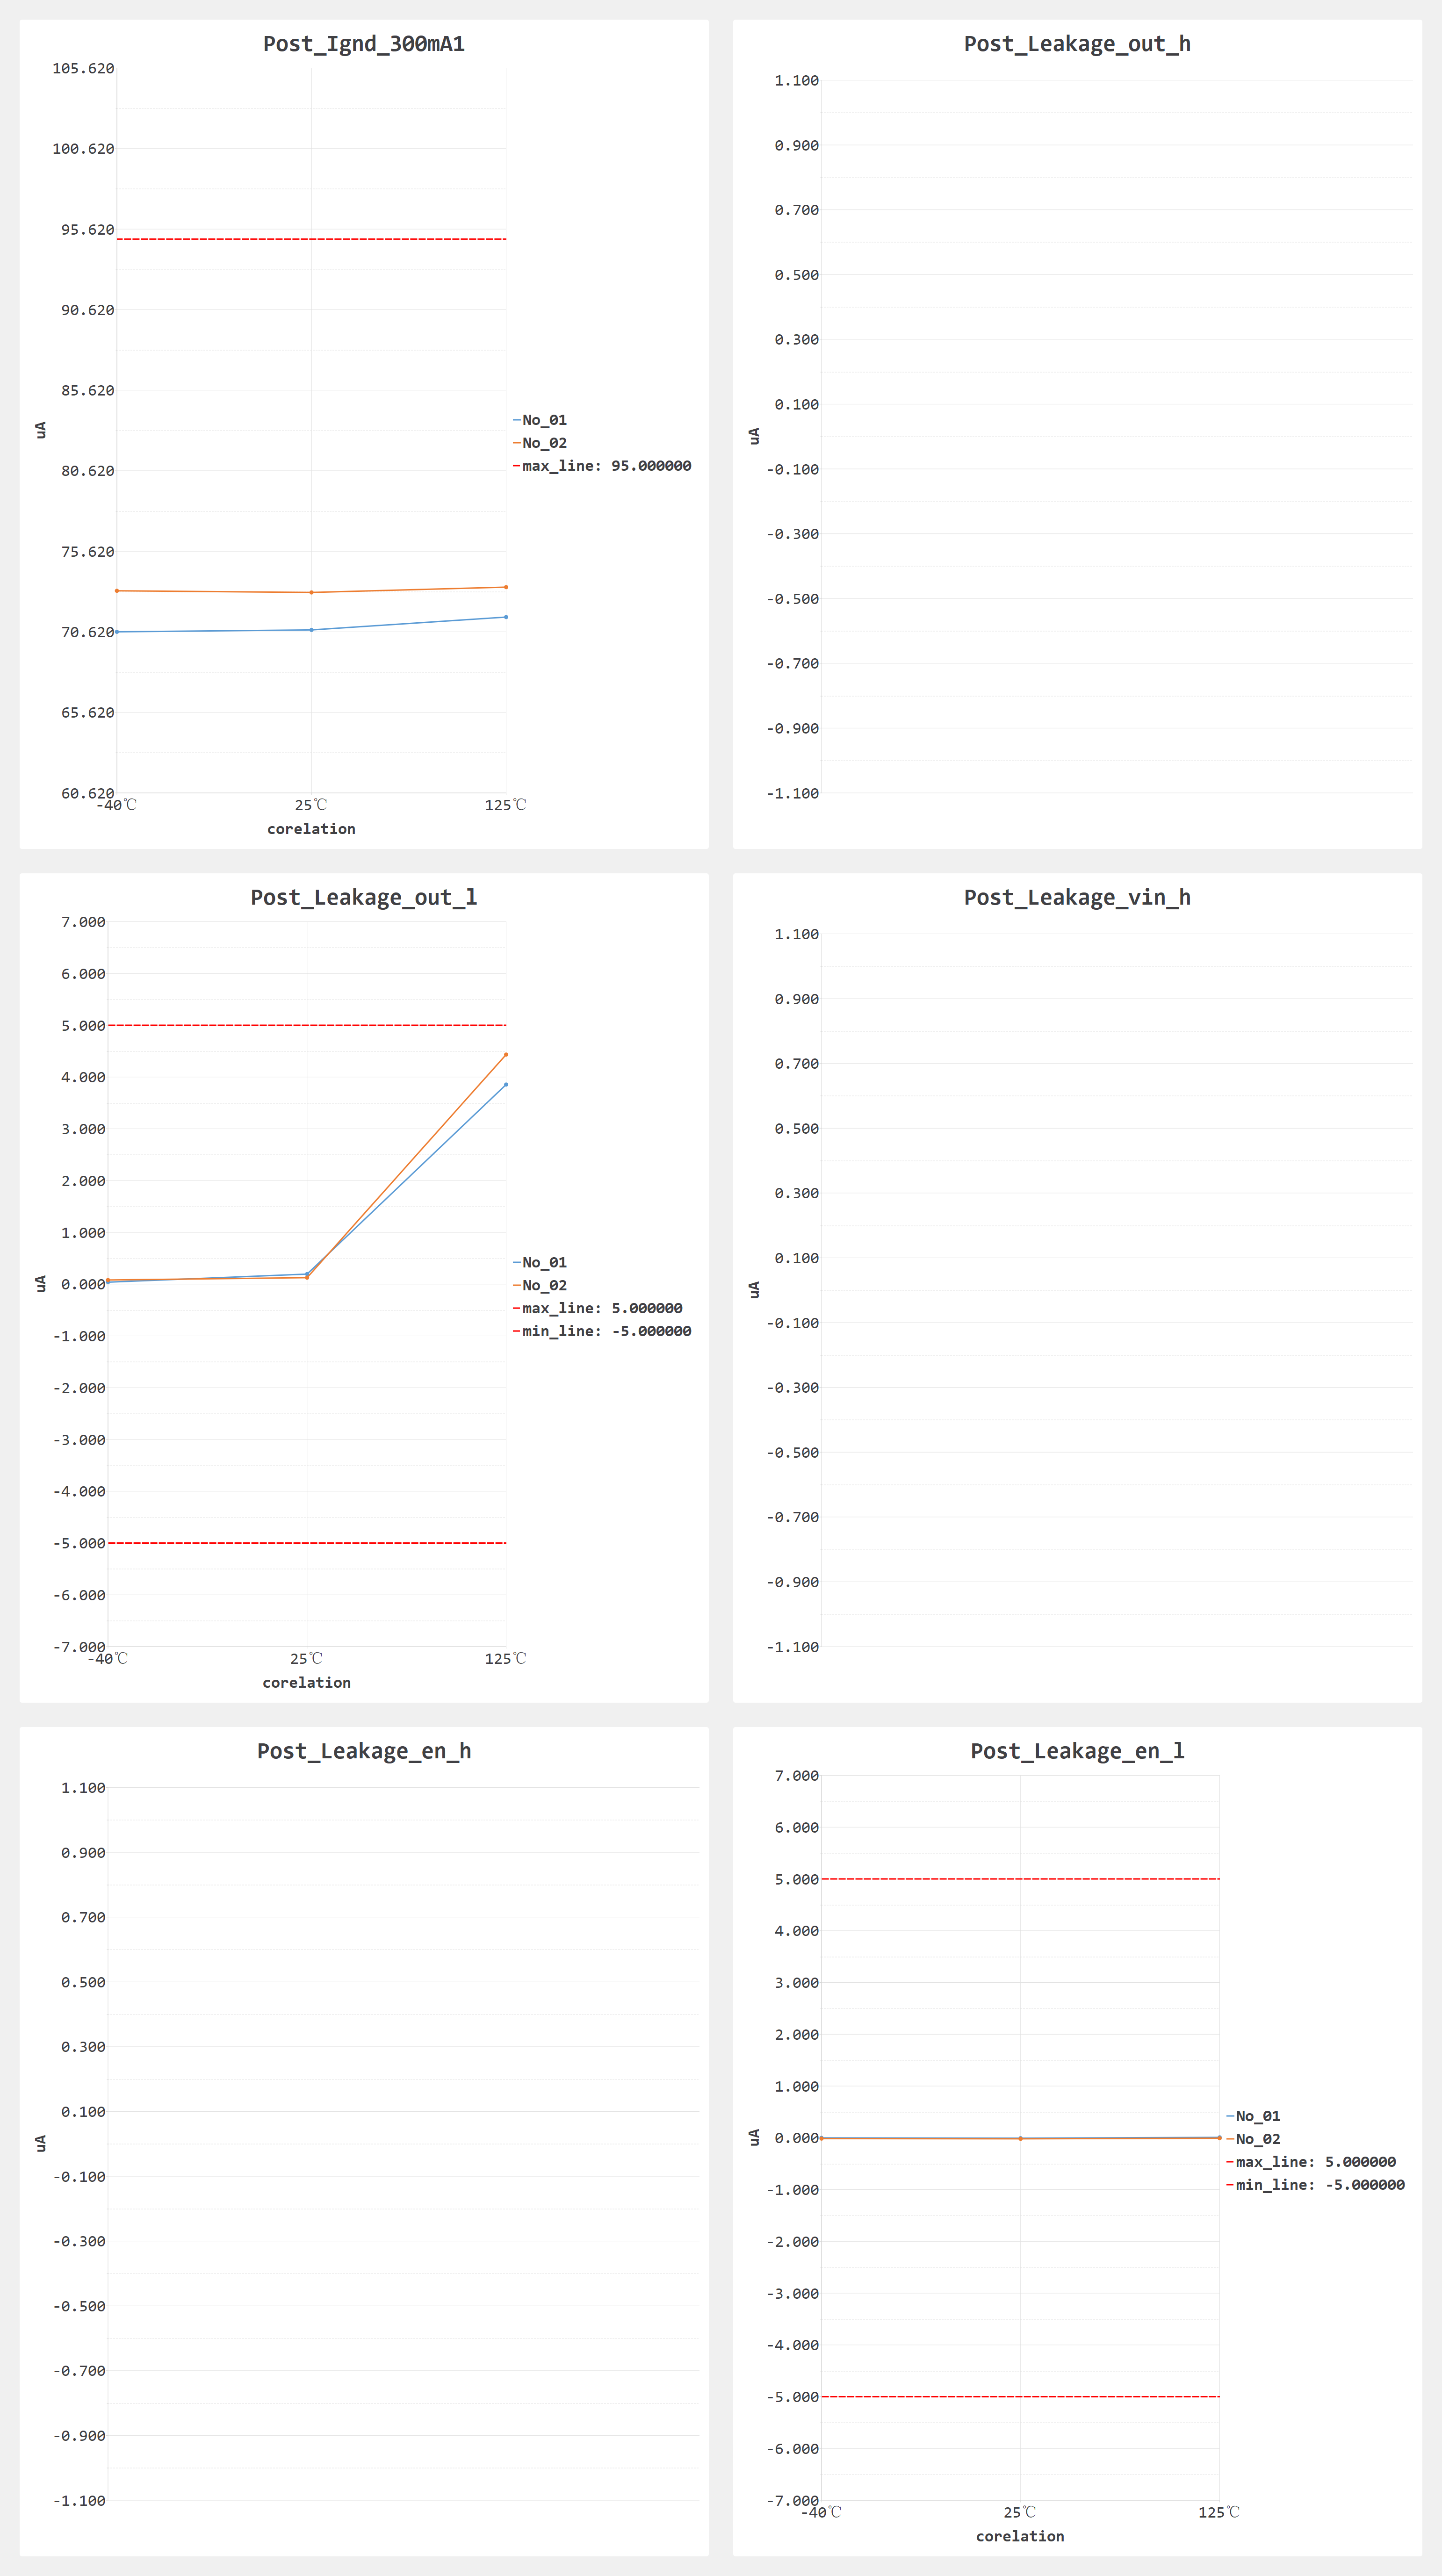 Post_Ignd_300mA1
105.620
100.620
95.620
90.620
85.620
80.620
75.620
70.620
65.620
60.620
uA
-40℃ 25℃ 125℃
corelation
No_01
No_02
max_line: 95.000000
Post_Leakage_out_h
1.100
0.900
0.700
0.500
0.300
0.100
-0.100
-0.300
-0.500
-0.700
-0.900
-1.100
uA
Post_Leakage_out_l
7.000
6.000
5.000
4.000
3.000
2.000
1.000
0.000
-1.000
-2.000
-3.000
-4.000
-5.000
-6.000
-7.000
uA
-40℃ 25℃ 125℃
corelation
No_01
No_02
max_line: 5.000000
min_line: -5.000000
Post_Leakage_vin_h
1.100
0.900
0.700
0.500
0.300
0.100
-0.100
-0.300
-0.500
-0.700
-0.900
-1.100
uA
Post_Leakage_en_h
1.100
0.900
0.700
0.500
0.300
0.100
-0.100
-0.300
-0.500
-0.700
-0.900
-1.100
uA
Post_Leakage_en_l
7.000
6.000
5.000
4.000
3.000
2.000
1.000
0.000
-1.000
-2.000
-3.000
-4.000
-5.000
-6.000
-7.000
uA
-40℃ 25℃ 125℃
corelation
No_01
No_02
max_line: 5.000000
min_line: -5.000000